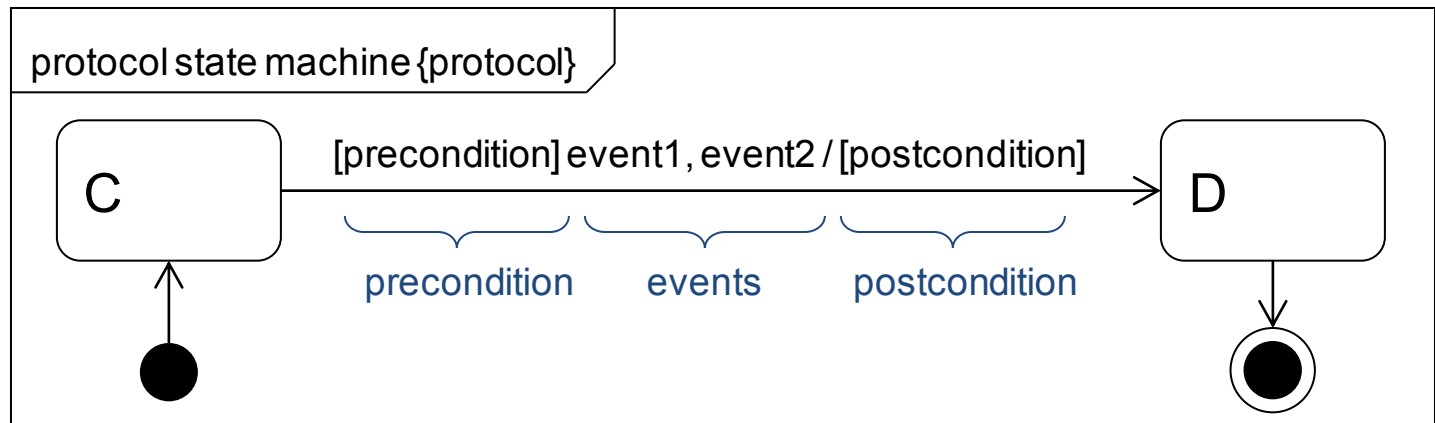 protocol state machine {protocol}
[precondition] event1, event2 / [postcondition]
C
D
precondition
events
postcondition